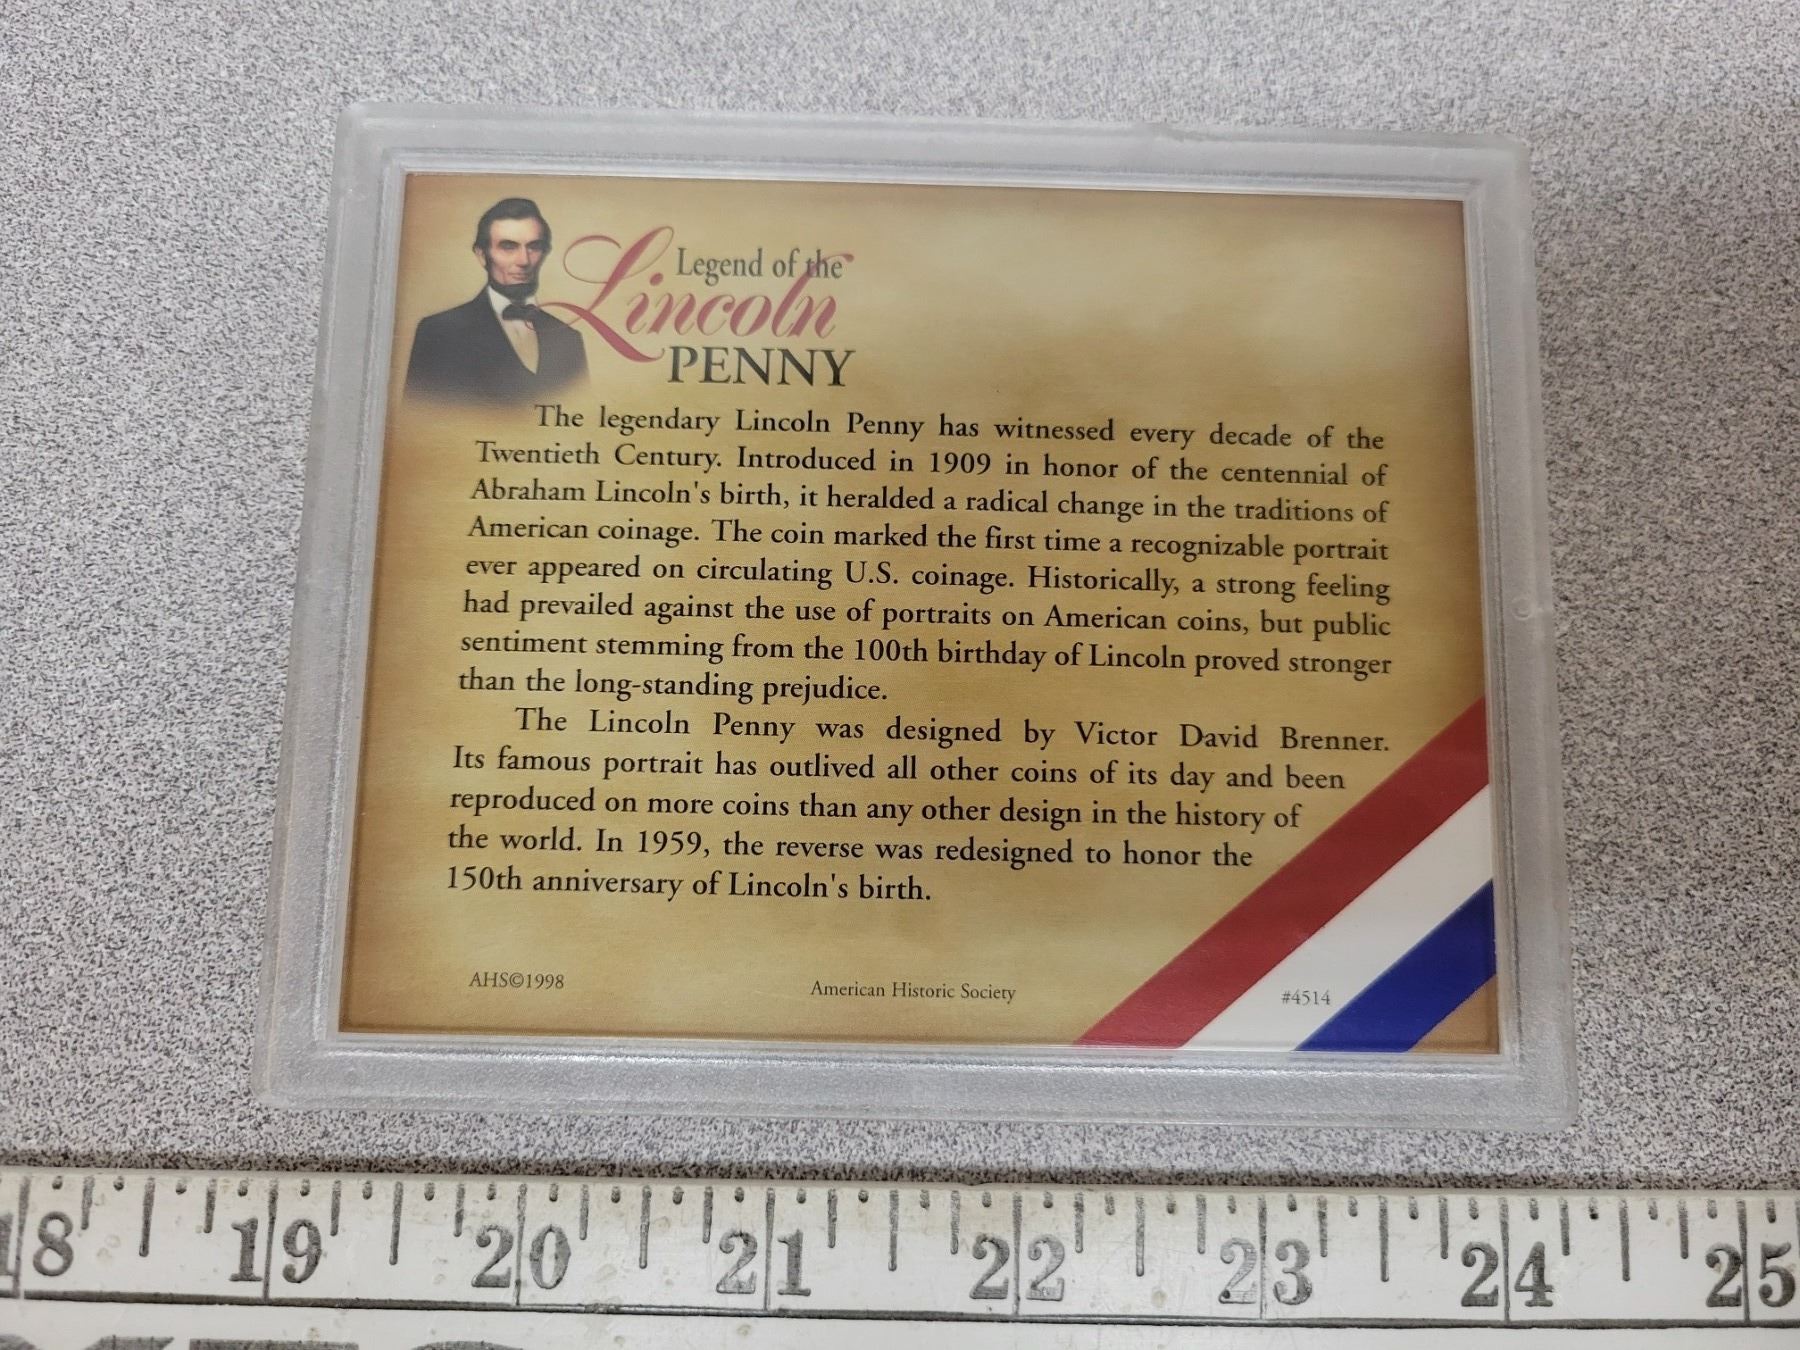 Legend of the
Lincoln
PENNY
The legendary Lincoln Penny has witnessed every decade of the
Twentieth Century. Introduced in 1909 in honor of the centennial of
Abraham Lincoln's birth, it heralded a radical change in the traditions of
American coinage. The coin marked the first time a recognizable portrait
ever appeared on circulating U.S. coinage. Historically, a strong feeling
had prevailed against the use of portraits on American coins, but public
sentiment stemming from the 100th birthday of Lincoln proved stronger
than the long-standing prejudice.
The Lincoln Penny was designed by Victor David Brenner.
Its famous portrait has outlived all other coins of its day and been
reproduced on more coins than any other design in the history of
the world. In 1959, the reverse was redesigned to honor the
150th anniversary of Lincoln's birth.
AHS©1998 American Historic Society #4514
18 19 20 21 22 23 24 25